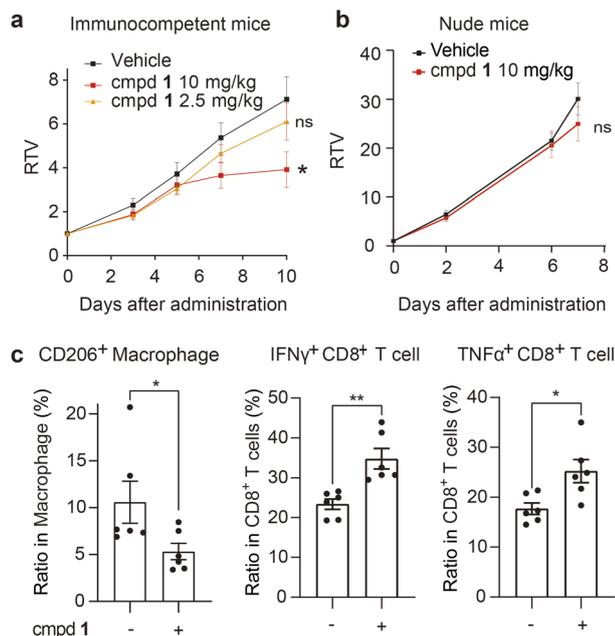 a Immunocompetent mice
Vehicle
cmpd 1 10 mg/kg
cmpd 1 2.5 mg/kg
RTV
8
6
4
2
0
0 2 4 6 8 10
ns
*
Days after administration
b Nude mice
Vehicle
cmpd 1 10 mg/kg
RTV
40
30
20
10
0
0 2 4 6 8
ns
Days after administration
c CD206+ Macrophage
*
Ratio in Macrophage (%)
20
15
10
5
0
cmpd 1 - +
IFNγ+ CD8+ T cell
**
Ratio in CD8+ T cells (%)
50
40
30
20
10
0
- +
TNFα+ CD8+ T cell
*
Ratio in CD8+ T cells (%)
40
30
20
10
0
- +